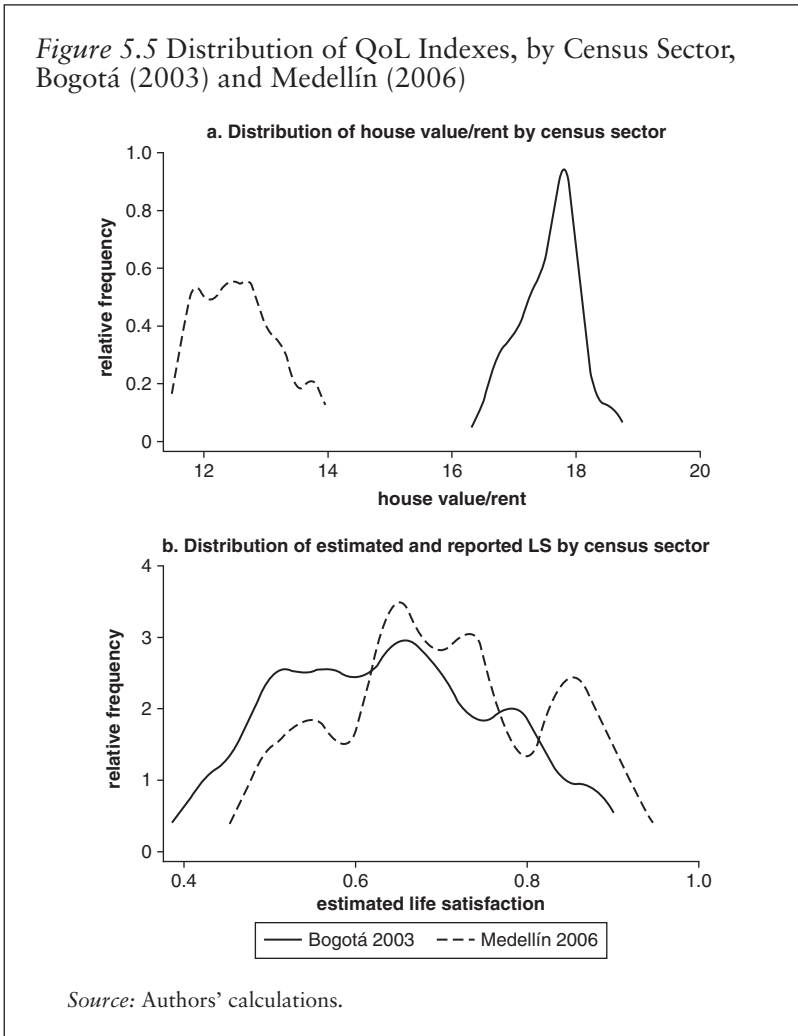 Figure 5.5 Distribution of QoL Indexes, by Census Sector,
Bogotá (2003) and Medellín (2006)
a. Distribution of house value/rent by census sector
relative frequency
1.0
0.8
0.6
0.4
0.2
0
12 14 16 18 20
house value/rent
b. Distribution of estimated and reported LS by census sector
relative frequency
4
3
2
1
0
0.4 0.6 0.8 1.0
estimated life satisfaction
Bogotá 2003 Medellín 2006
Source: Authors' calculations.